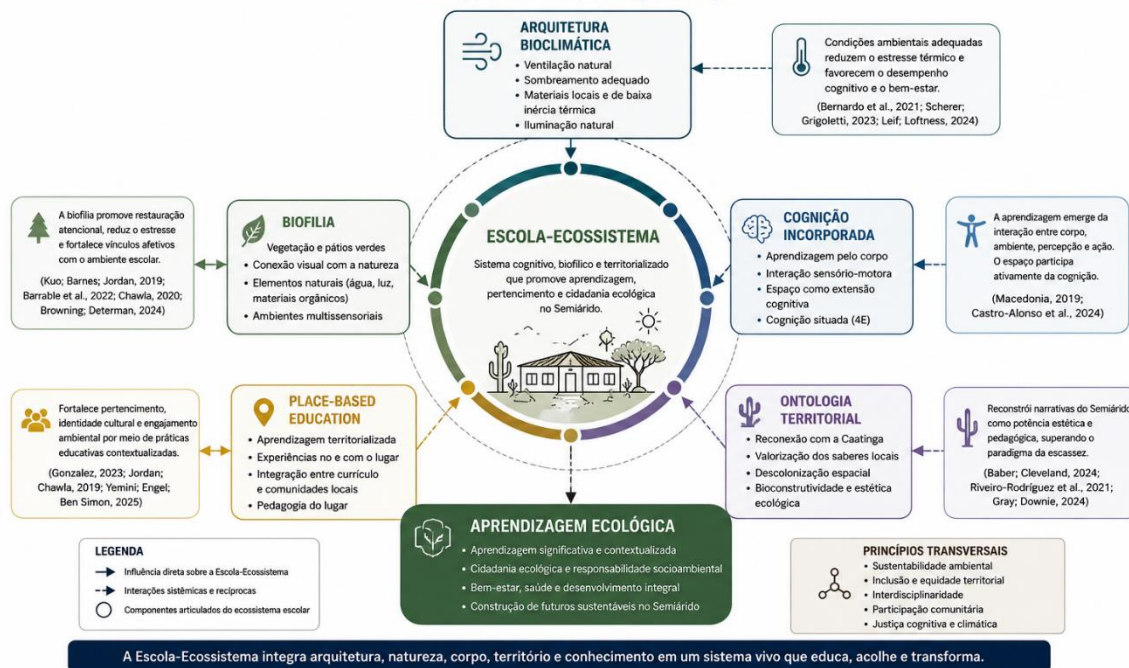 ARQUITETURA
BIOCLIMÁTICA
• Ventilação natural
• Sombreamento adequado
• Materiais locais e de baixa
inércia térmica
• Iluminação natural
Condições ambientais adequadas
reduzem o estresse térmico e
favorecem o desempenho
cognitivo e o bem-estar.
(Bernardo et al., 2021; Scherer;
Grigoletti, 2023; Leif; Loftness, 2024)
A biofilia promove restauração
atencional, reduz o estresse
e fortalece vínculos afetivos
com o ambiente escolar.
(Kuo; Barnes; Jordan, 2019;
Barrable et al., 2022; Chawla, 2020;
Browning; Determan, 2024)
BIOFILIA
Vegetação e pátios verdes
• Conexão visual com a natureza
• Elementos naturais (água, luz,
materiais orgânicos)
• Ambientes multissensoriais
ESCOLA-ECOSSISTEMA
Sistema cognitivo, biofílico e territorializado
que promove aprendizagem,
pertencimento e cidadania ecológica
no Semiárido.
COGNIÇÃO
INCORPORADA
• Aprendizagem pelo corpo
• Interação sensório-motora
• Espaço como extensão
cognitiva
• Cognição situada (4E)
A aprendizagem emerge da
interação entre corpo,
ambiente, percepção e ação.
O espaço participa
ativamente da cognição.
(Macedonia, 2019;
Castro-Alonso et al., 2024)
Fortalece pertencimento,
identidade cultural e engajamento
ambiental por meio de práticas
educativas contextualizadas.
(Gonzalez, 2023; Jordan;
Chawla, 2019; Yemini; Engel;
Ben Simon, 2025)
PLACE-BASED
EDUCATION
• Aprendizagem territorializada
• Experiências no e com o lugar
• Integração entre currículo
e comunidades locais
• Pedagogia do lugar
ONTOLOGIA
TERRITORIAL
• Reconexão com a Caatinga
• Valorização dos saberes locais
• Descolonização espacial
• Bioconstrutividade e estética
ecológica
Reconstrói narrativas do Semiárido
como potência estética e
pedagógica, superando o
paradigma da escassez.
(Baber; Cleveland, 2024;
Riveiro-Rodríguez et al., 2021;
Gray; Downie, 2024)
APRENDIZAGEM ECOLÓGICA
• Aprendizagem significativa e contextualizada
• Cidadania ecológica e responsabilidade socioambiental
• Bem-estar, saúde e desenvolvimento integral
• Construção de futuros sustentáveis no Semiárido
LEGENDA
Influência direta sobre a Escola-Ecossistema
Interações sistêmicas e recíprocas
Componentes articulados do ecossistema escolar
PRINCÍPIOS TRANSVERSAIS
• Sustentabilidade ambiental
• Inclusão e equidade territorial
• Interdisciplinaridade
• Participação comunitária
• Justiça cognitiva e climática
A Escola-Ecossistema integra arquitetura, natureza, corpo, território e conhecimento em um sistema vivo que educa, acolhe e transforma.